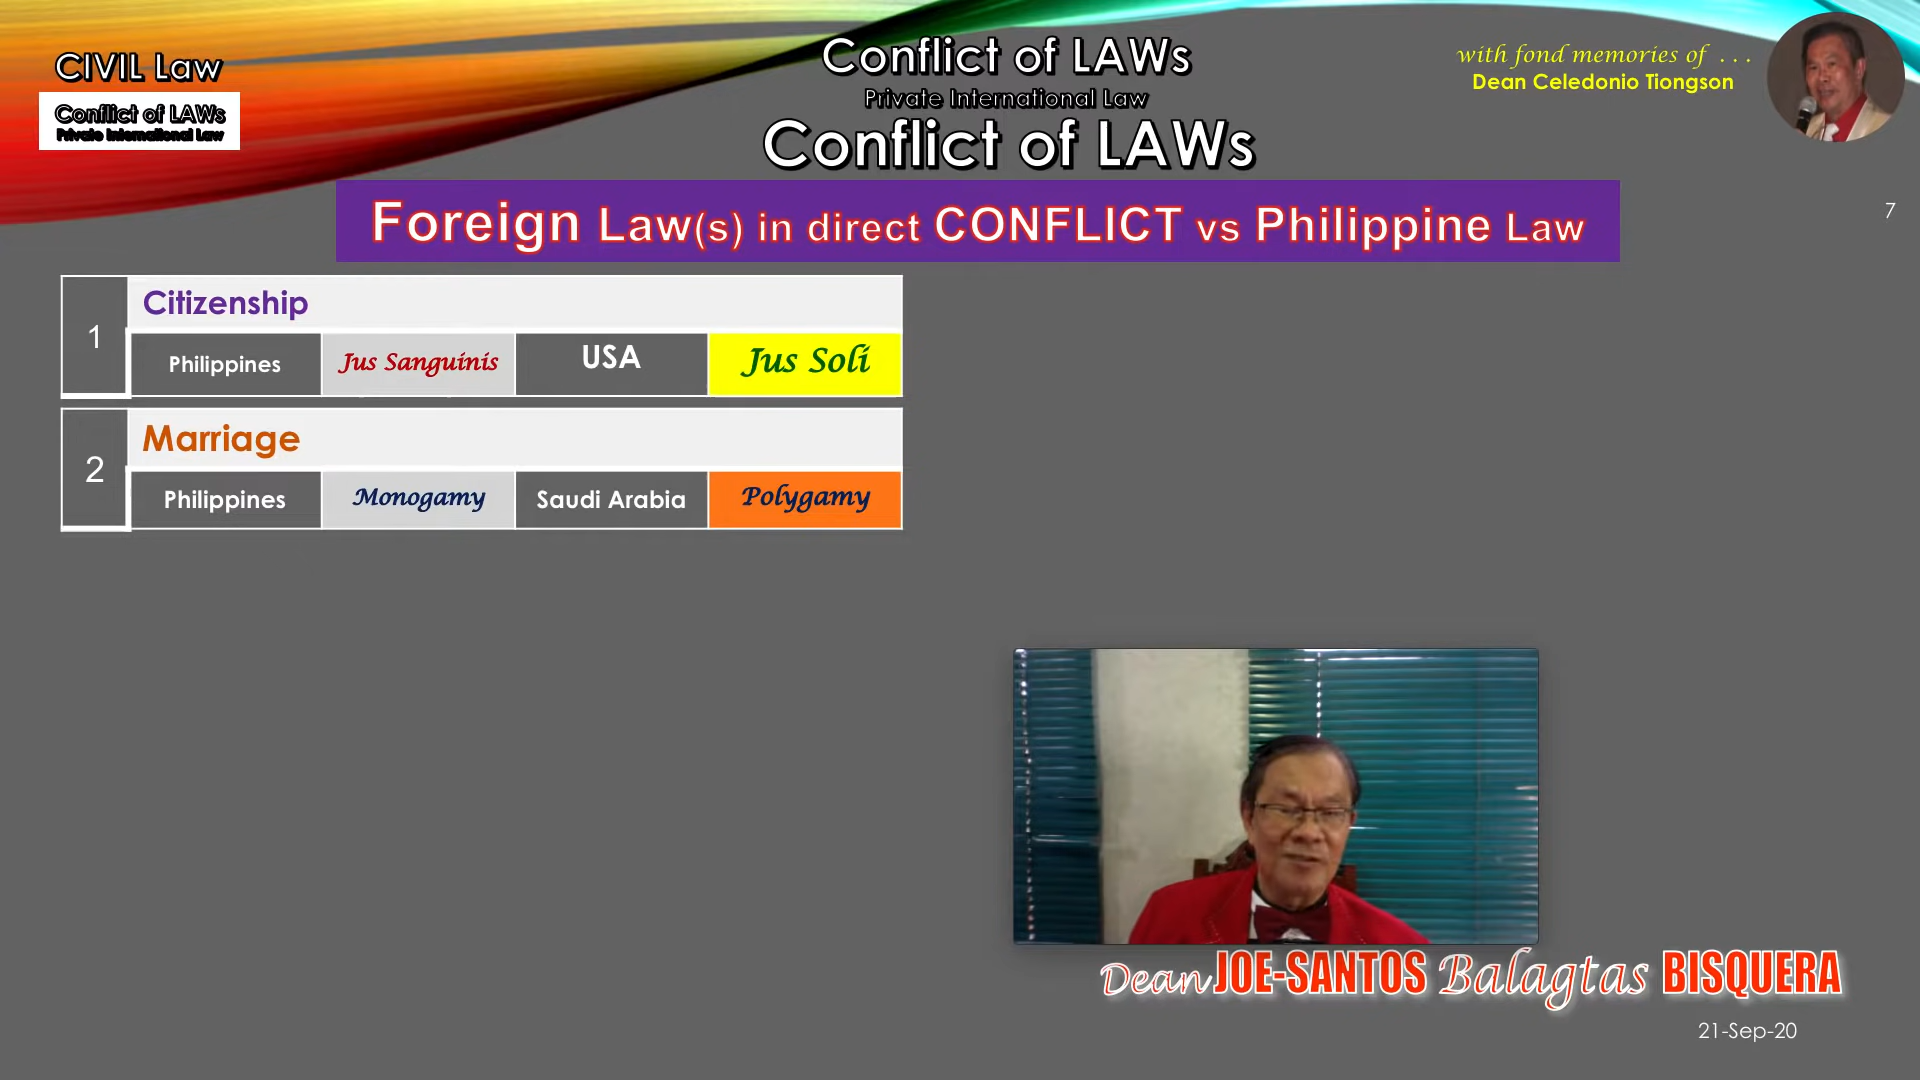 CIVIL Law
Conflict of LAWs
Private International Law
Conflict of LAWs
Private International Law
Conflict of LAWs
with fond memories of . . .
Dean Celedonio Tiongson
7
Foreign Law(s) in direct CONFLICT vs Philippine Law
1
Citizenship
Philippines Jus Sanguinis USA Jus Soli
2
Marriage
Philippines Monogamy Saudi Arabia Polygamy
Dean JOE-SANTOS Balagtas BISQUERA
21-Sep-20